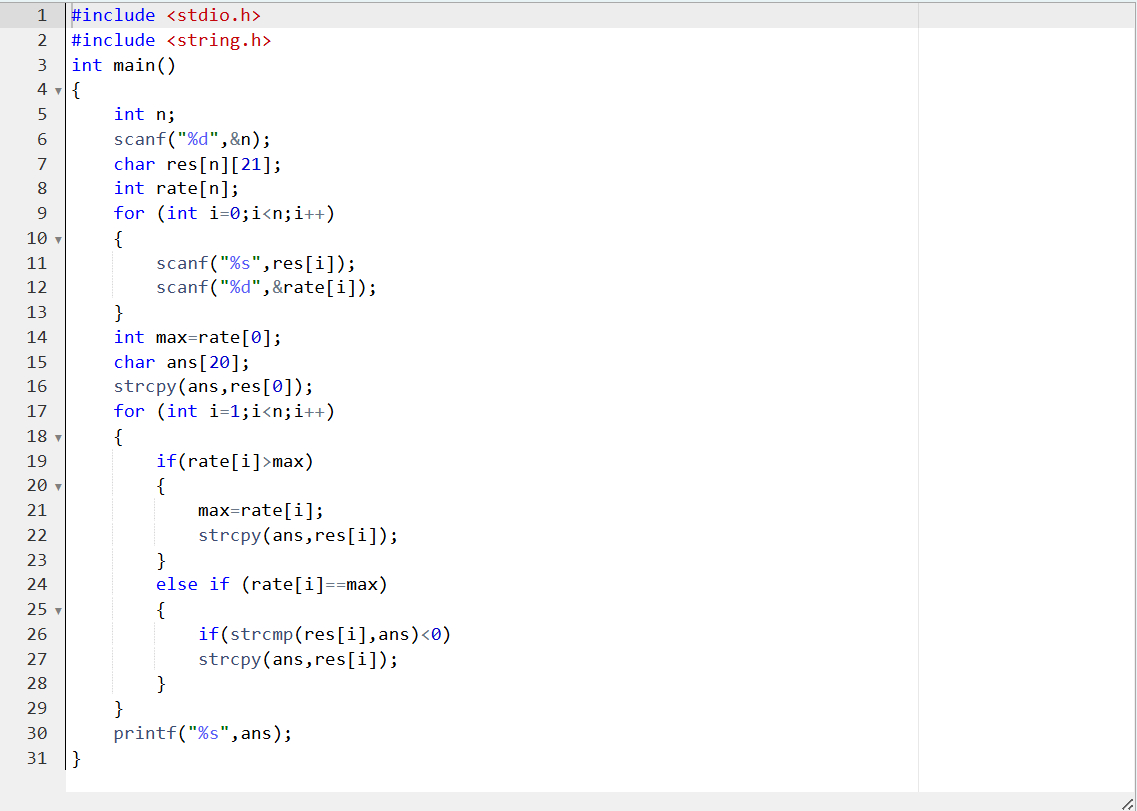 1 #include <stdio.h>
2 #include <string.h>
3 int main()
4 {
5     int n;
6     scanf("%d",&n);
7     char res[n][21];
8     int rate[n];
9     for (int i=0;i<n;i++)
10     {
11         scanf("%s",res[i]);
12         scanf("%d",&rate[i]);
13     }
14     int max=rate[0];
15     char ans[20];
16     strcpy(ans,res[0]);
17     for (int i=1;i<n;i++)
18     {
19         if(rate[i]>max)
20         {
21             max=rate[i];
22             strcpy(ans,res[i]);
23         }
24         else if (rate[i]==max)
25         {
26             if(strcmp(res[i],ans)<0)
27             strcpy(ans,res[i]);
28         }
29     }
30     printf("%s",ans);
31 }